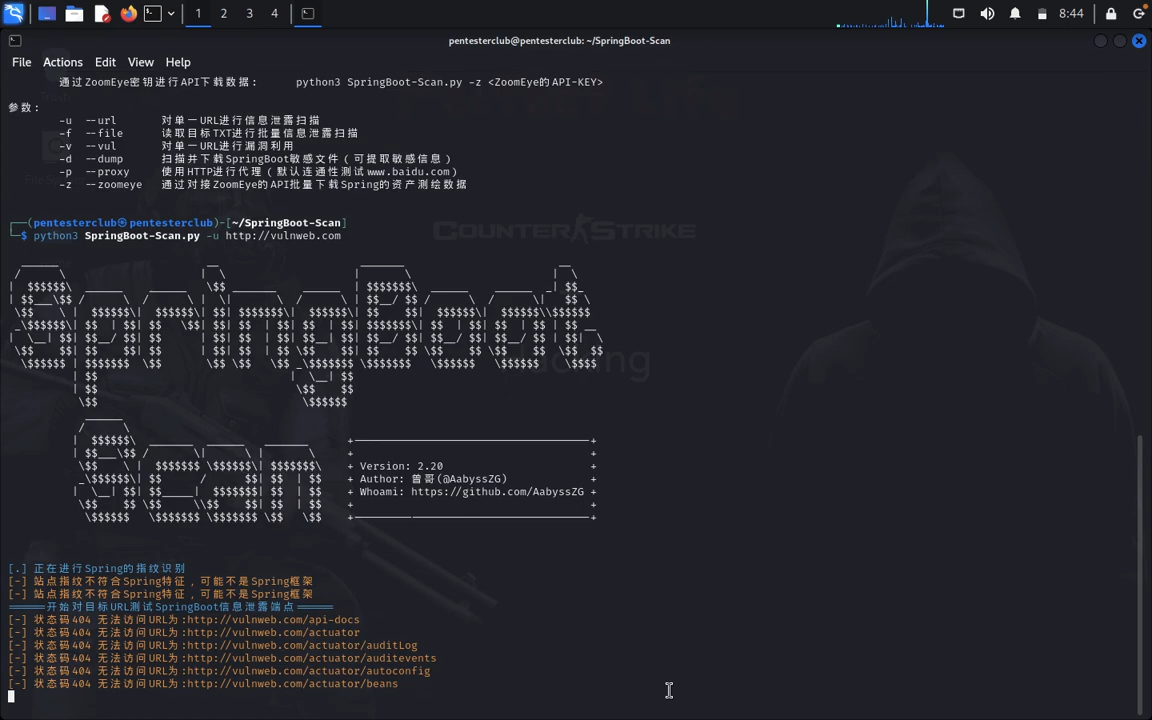 1 2 3 4
8:44
pentesterclub@pentesterclub: ~/SpringBoot-Scan
File Actions Edit View Help
通过ZoomEye密钥进行API下载数据: python3 SpringBoot-Scan.py -z <ZoomEye的API-KEY>
参数:
-u --url 对单一URL进行信息泄露扫描
-f --file 读取目标TXT进行批量信息泄露扫描
-v --vul 对单一URL进行漏洞利用
-d --dump 扫描并下载SpringBoot敏感文件(可提取敏感信息)
-p --proxy 使用HTTP进行代理(默认连通性测试www.baidu.com)
-z --zoomeye 通过对接ZoomEye的API批量下载Spring的资产测绘数据
(pentesterclub㉿pentesterclub)-[~/SpringBoot-Scan]
$ python3 SpringBoot-Scan.py -u http://vulnweb.com
COUNTER STRIKE
SpringBoot
Hacking
Scan
Version: 2.20
Author: 曾哥(@AabyssZG)
Whoami: https://github.com/AabyssZG
[.] 正在进行Spring的指纹识别
[-] 站点指纹不符合Spring特征,可能不是Spring框架
[-] 站点指纹不符合Spring特征,可能不是Spring框架
======开始对目标URL测试SpringBoot信息泄露端点======
[-] 状态码404 无法访问URL为:http://vulnweb.com/api-docs
[-] 状态码404 无法访问URL为:http://vulnweb.com/actuator
[-] 状态码404 无法访问URL为:http://vulnweb.com/actuator/auditLog
[-] 状态码404 无法访问URL为:http://vulnweb.com/actuator/auditevents
[-] 状态码404 无法访问URL为:http://vulnweb.com/actuator/autoconfig
[-] 状态码404 无法访问URL为:http://vulnweb.com/actuator/beans